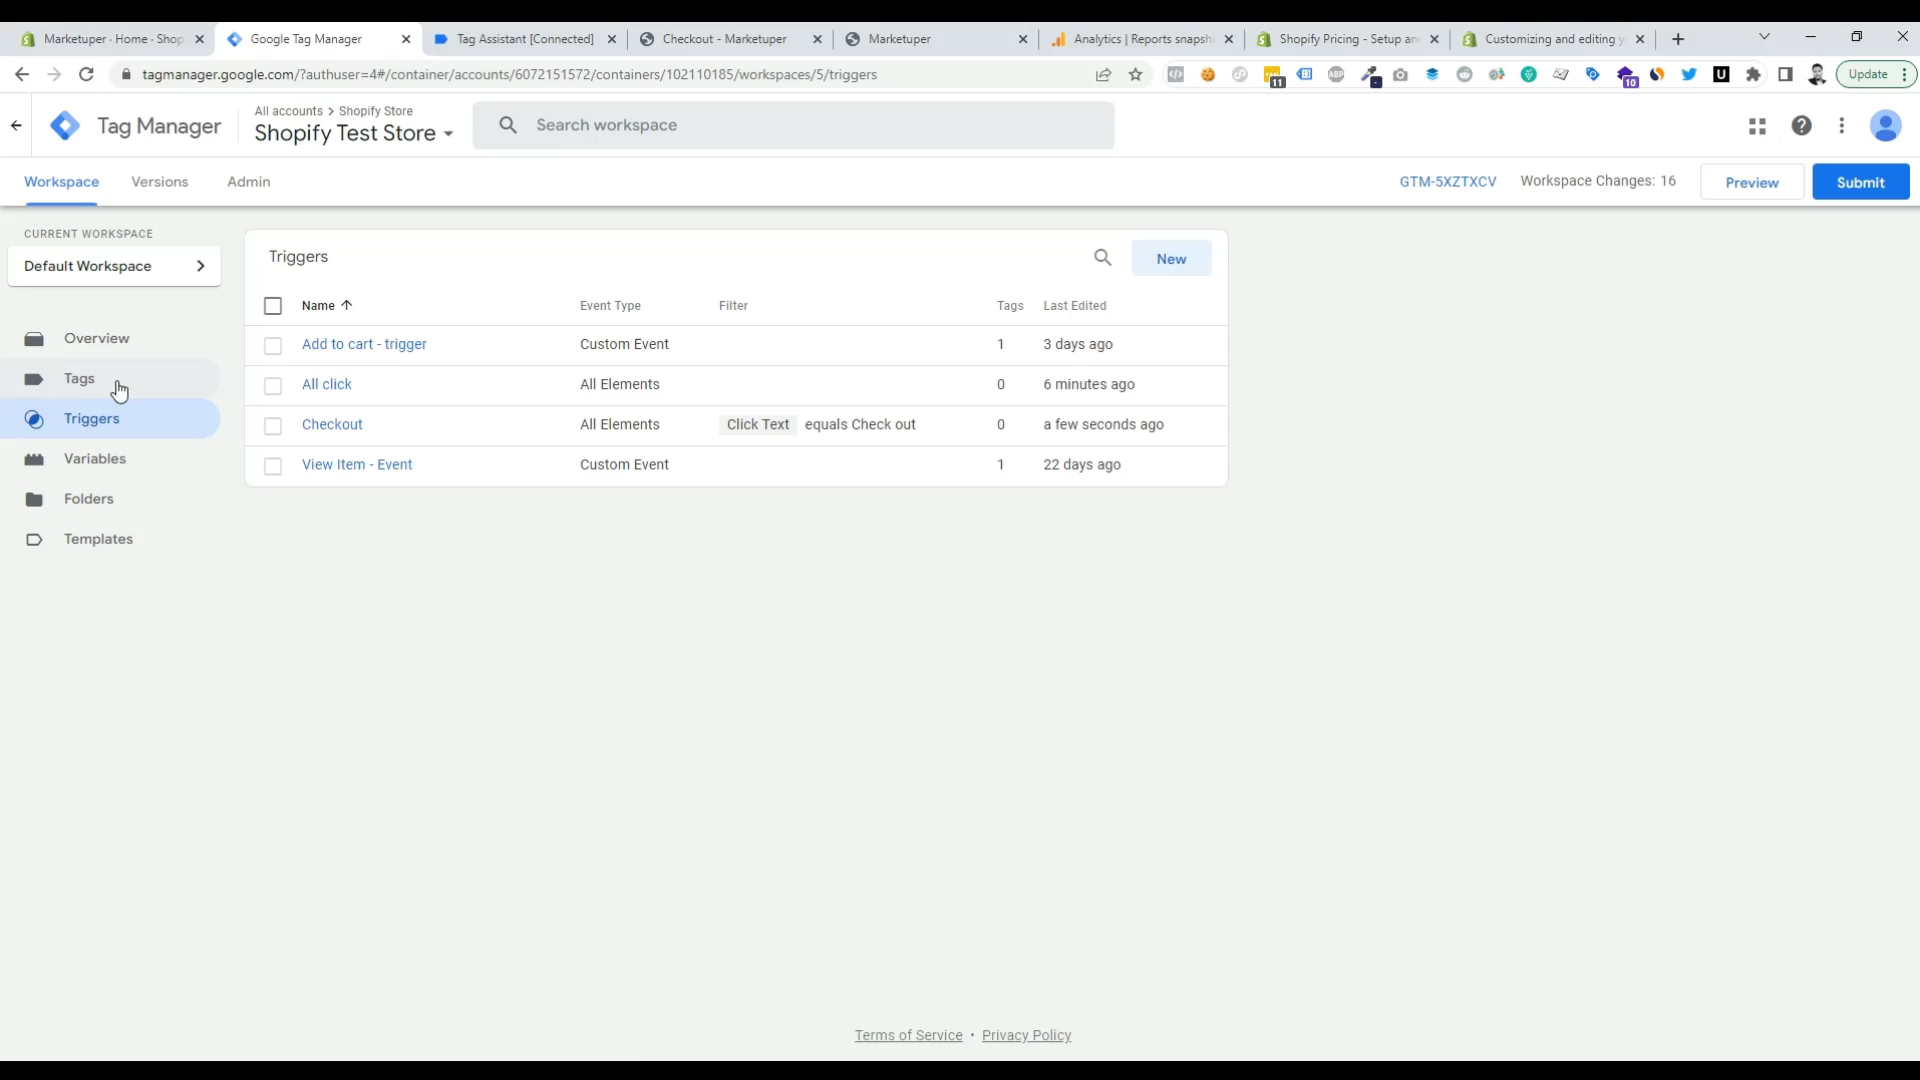 Marketuper · Home · Shop
Google Tag Manager
Tag Assistant [Connected]
Checkout - Marketuper
Marketuper
Analytics | Reports snapsh
Shopify Pricing - Setup an
Customizing and editing y
tagmanager.google.com/?authuser=4#/container/accounts/6072151572/containers/102110185/workspaces/5/triggers
ABP
11
10
U
Update
Tag Manager
All accounts > Shopify Store
Shopify Test Store
Search workspace
Workspace
Versions
Admin
GTM-5XZTXCV
Workspace Changes: 16
Preview
Submit
CURRENT WORKSPACE
Default Workspace
Overview
Tags
Triggers
Variables
Folders
Templates
Triggers
New
Name
Event Type
Filter
Tags
Last Edited
Add to cart - trigger
Custom Event
1
3 days ago
All click
All Elements
0
6 minutes ago
Checkout
All Elements
Click Text equals Check out
0
a few seconds ago
View Item - Event
Custom Event
1
22 days ago
Terms of Service • Privacy Policy